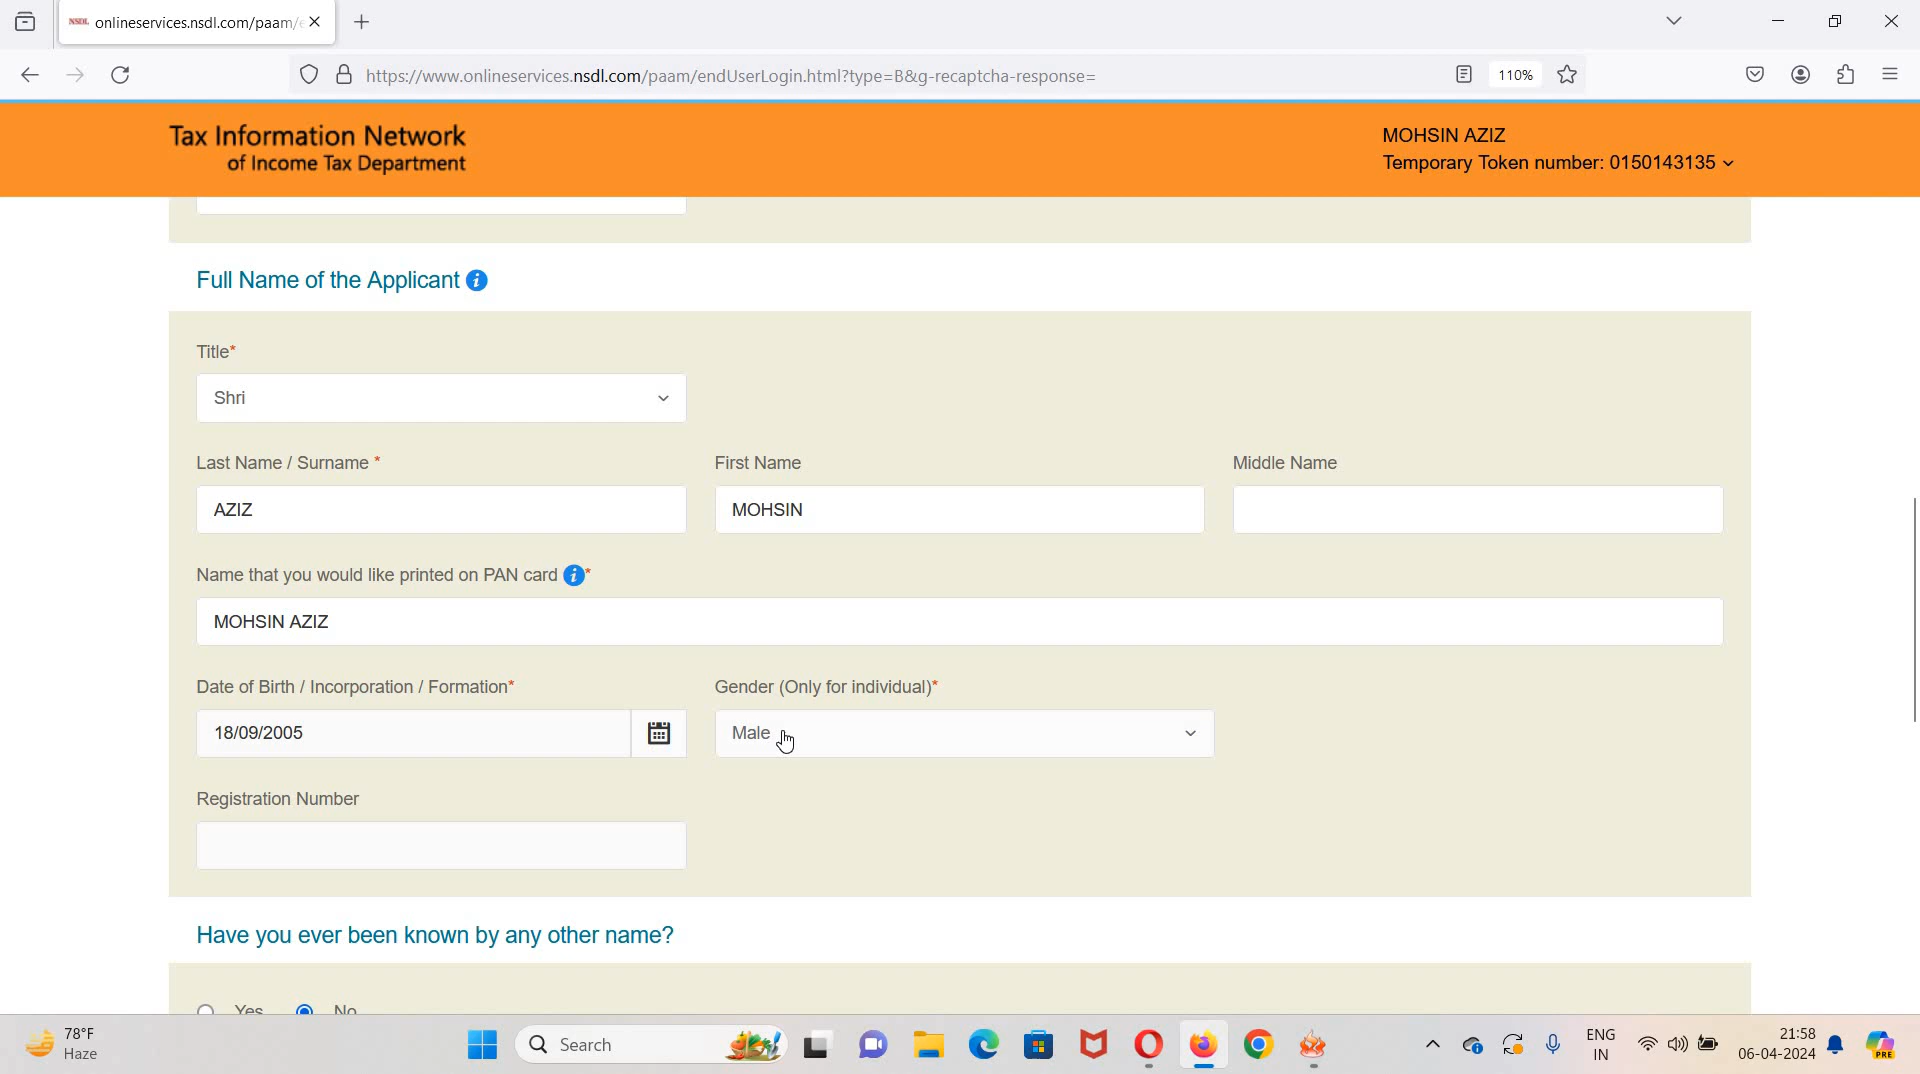 NSDL onlineservices.nsdl.com/paam/e
https://www.onlineservices.nsdl.com/paam/endUserLogin.html?type=B&g-recaptcha-response=
110%
Tax Information Network
of Income Tax Department
MOHSIN AZIZ
Temporary Token number: 0150143135
Full Name of the Applicant i
Title*
Shri
Last Name / Surname * First Name Middle Name
AZIZ MOHSIN
Name that you would like printed on PAN card i*
MOHSIN AZIZ
Date of Birth / Incorporation / Formation* Gender (Only for individual)*
18/09/2005 Male
Registration Number
Have you ever been known by any other name?
Yes No
78°F
Haze
Search
ENG
IN
21:58
06-04-2024
PRE